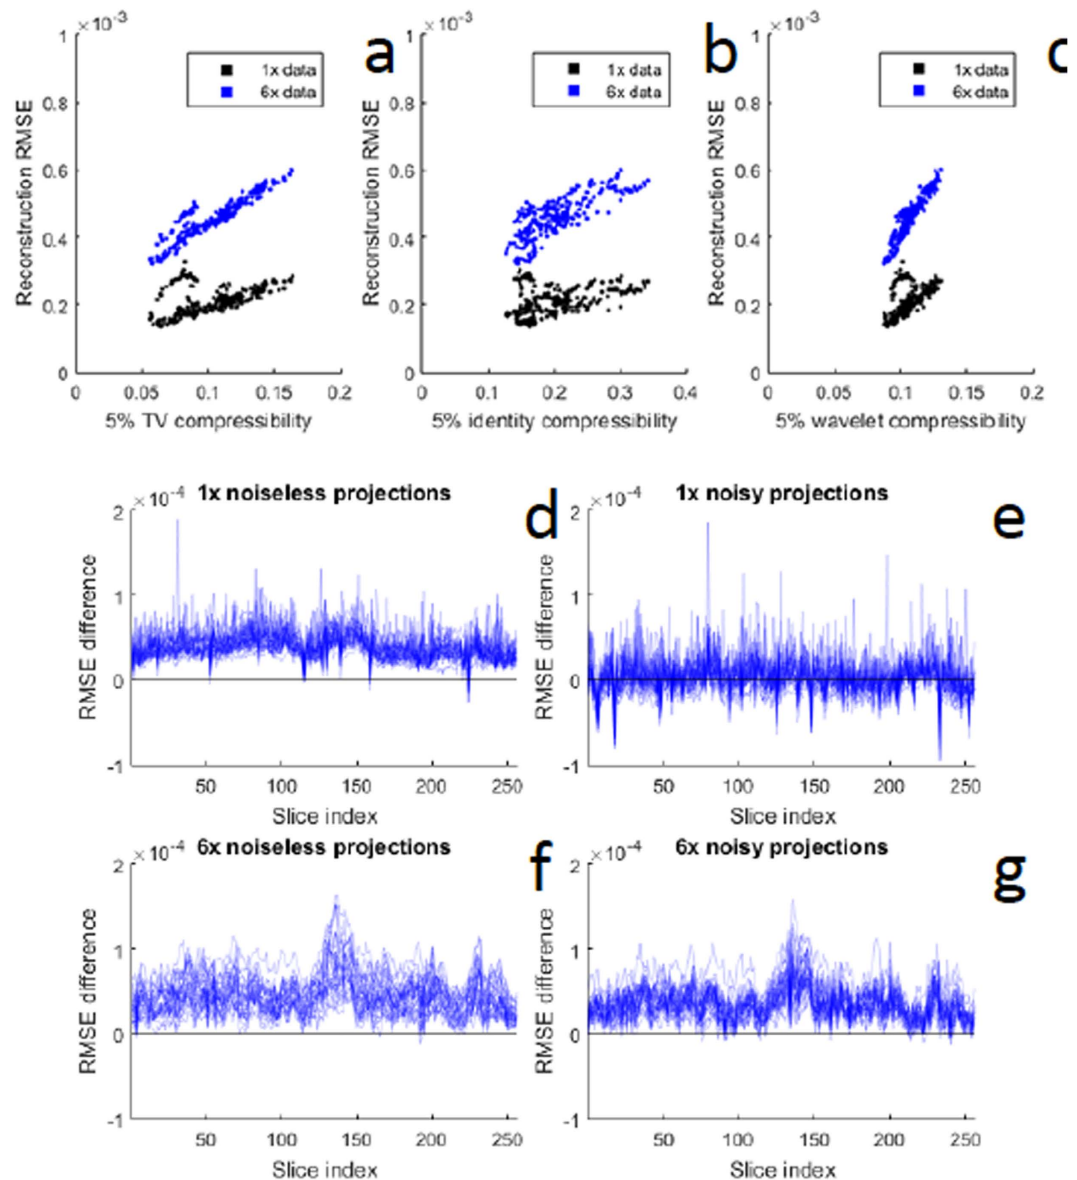 ×10⁻³ a ×10⁻³ b ×10⁻³ c
1 1 1
1x data 1x data 1x data
6x data 6x data 6x data
0.8 0.8 0.8
0.6 0.6 0.6
0.4 0.4 0.4
0.2 0.2 0.2
0 0 0
Reconstruction RMSE Reconstruction RMSE Reconstruction RMSE
0 0.05 0.1 0.15 0.2 0 0.1 0.2 0.3 0.4 0 0.05 0.1 0.15 0.2
5% TV compressibility 5% identity compressibility 5% wavelet compressibility
×10⁻⁴ 1x noiseless projections d ×10⁻⁴ 1x noisy projections e
2 2
1 1
0 0
-1 -1
RMSE difference RMSE difference
50 100 150 200 250 50 100 150 200 250
Slice index Slice index
×10⁻⁴ 6x noiseless projections f ×10⁻⁴ 6x noisy projections g
2 2
1 1
0 0
-1 -1
RMSE difference RMSE difference
50 100 150 200 250 50 100 150 200 250
Slice index Slice index